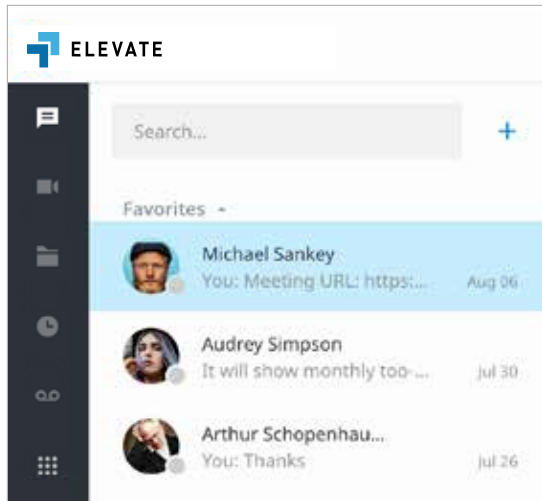 ELEVATE
Search...
Favorites
Michael Sankey
You: Meeting URL: https:...
Aug 06
Audrey Simpson
It will show monthly too-...
Jul 30
Arthur Schopenhau...
You: Thanks
Jul 26